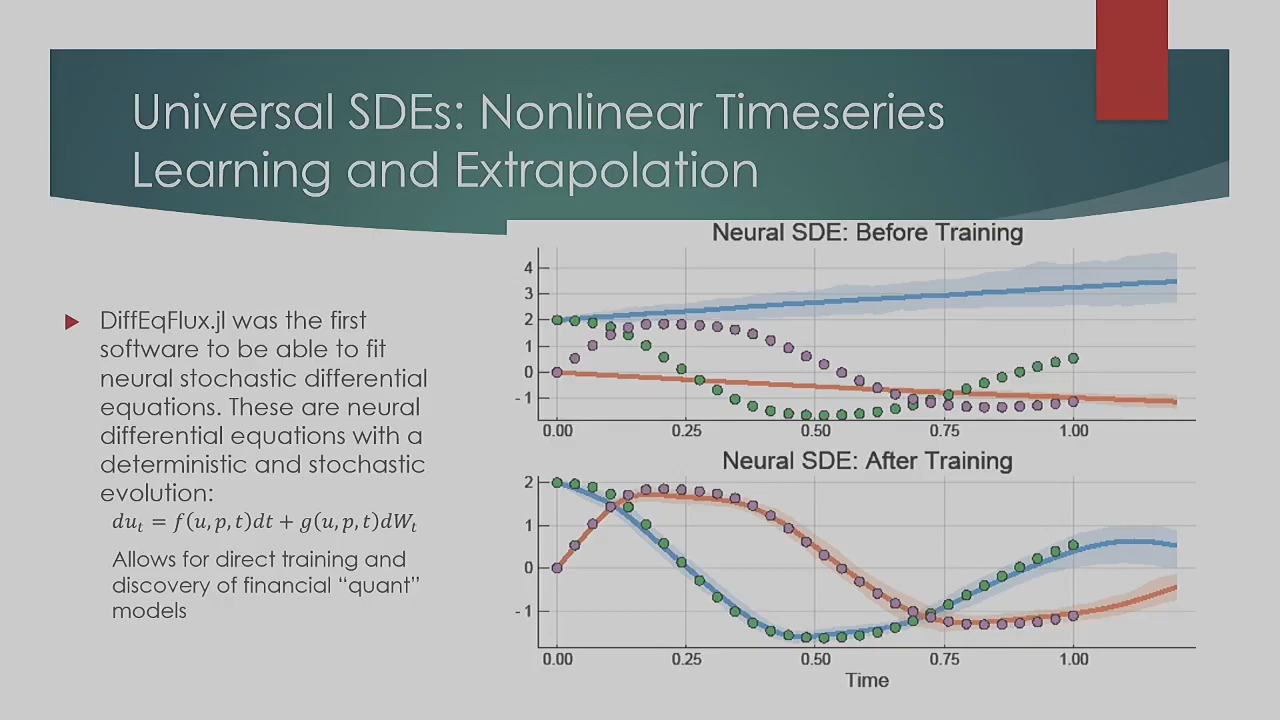 Universal SDEs: Nonlinear Timeseries
Learning and Extrapolation
DiffEqFlux.jl was the first
software to be able to fit
neural stochastic differential
equations. These are neural
differential equations with a
deterministic and stochastic
evolution:
du_t = f(u, p, t)dt + g(u, p, t)dW_t
Allows for direct training and
discovery of financial “quant”
models
Neural SDE: Before Training
4
3
2
1
0
-1
0.00 0.25 0.50 0.75 1.00
Neural SDE: After Training
2
1
0
-1
0.00 0.25 0.50 0.75 1.00
Time